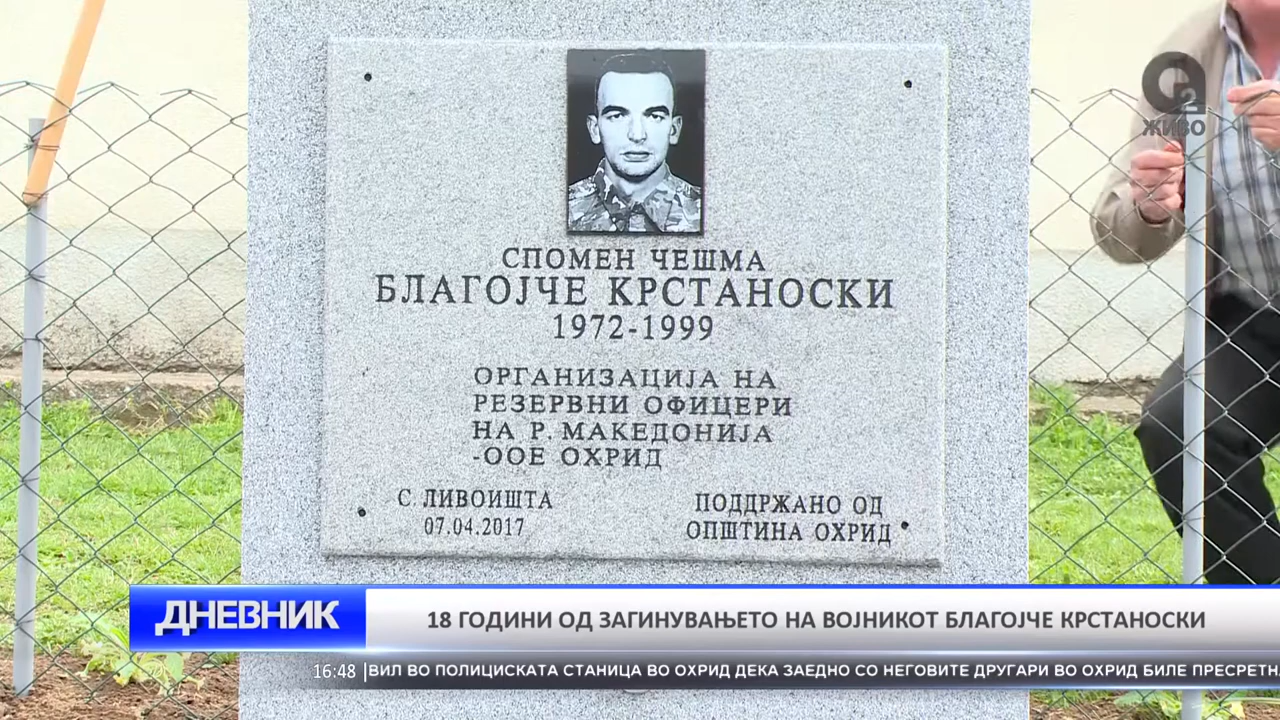 2
ЖИВО
СПОМЕН ЧЕШМА
БЛАГОЈЧЕ КРСТАНОСКИ
1972-1999
ОРГАНИЗАЦИЈА НА
РЕЗЕРВНИ ОФИЦЕРИ
НА Р. МАКЕДОНИЈА
-ООЕ ОХРИД
С. ЛИВОИШТА
07.04.2017
ПОДДРЖАНО ОД
ОПШТИНА ОХРИД
ДНЕВНИК
18 ГОДИНИ ОД ЗАГИНУВАЊЕТО НА ВОЈНИКОТ БЛАГОЈЧЕ КРСТАНОСКИ
16:48 |ВИЛ ВО ПОЛИЦИСКАТА СТАНИЦА ВО ОХРИД ДЕКА ЗАЕДНО СО НЕГОВИТЕ ДРУГАРИ ВО ОХРИД БИЛЕ ПРЕСРЕТН